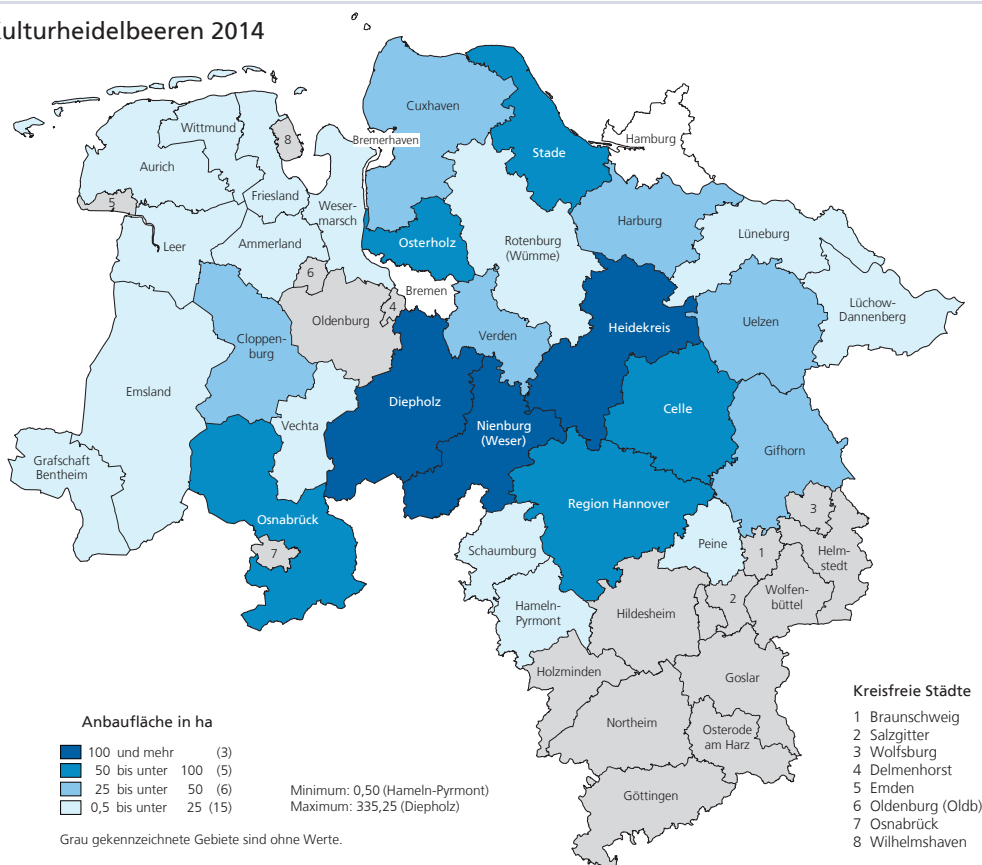 ulturheidelbeeren 2014
Cuxhaven
Wittmund
8
Bremerhaven
Hamburg
Stade
Aurich
Friesland
5
Weser-
marsch
Harburg
Lüneburg
Leer
Ammerland
Osterholz
Rotenburg
(Wümme)
6
Bremen
Lüchow-
Dannenberg
4
Oldenburg
Heidekreis
Uelzen
Verden
Cloppen-
burg
Emsland
Diepholz
Celle
Vechta
Nienburg
(Weser)
Gifhorn
Grafschaft
Bentheim
Region Hannover
3
Osnabrück
Peine
Helm-
stedt
7
Schaumburg
1
Wolfen-
büttel
2
Hameln-
Pyrmont
Hildesheim
Holzminden
Goslar
Northeim
Osterode
am Harz
Göttingen
Anbaufläche in ha
100 und mehr (3)
50 bis unter 100 (5)
25 bis unter 50 (6)
0,5 bis unter 25 (15)
Minimum: 0,50 (Hameln-Pyrmont)
Maximum: 335,25 (Diepholz)
Grau gekennzeichnete Gebiete sind ohne Werte.
Kreisfreie Städte
1 Braunschweig
2 Salzgitter
3 Wolfsburg
4 Delmenhorst
5 Emden
6 Oldenburg (Oldb)
7 Osnabrück
8 Wilhelmshaven